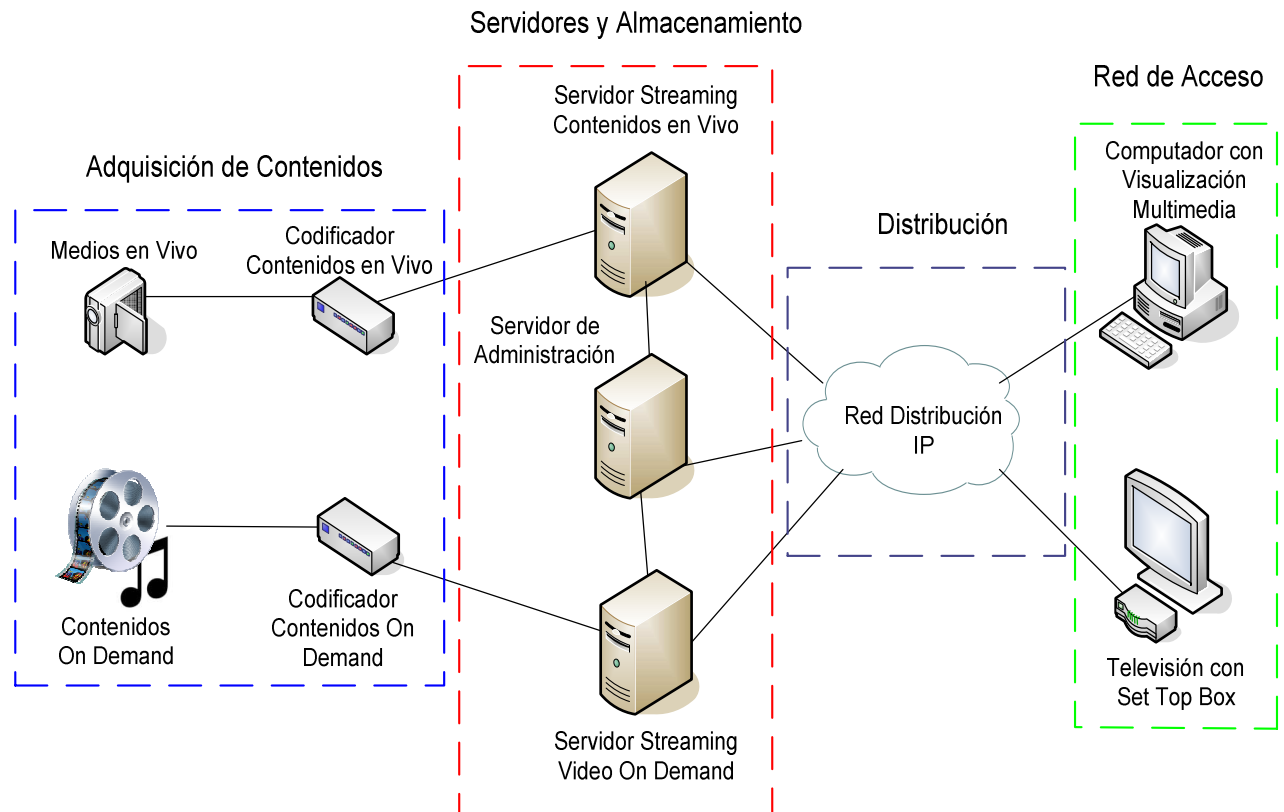 Servidores y Almacenamiento
Red de Acceso
Adquisición de Contenidos
Distribución
Servidor Streaming
Contenidos en Vivo
Medios en Vivo
Codificador
Contenidos en Vivo
Servidor de
Administración
Contenidos
On Demand
Codificador
Contenidos On
Demand
Servidor Streaming
Video On Demand
Red Distribución
IP
Computador con
Visualización
Multimedia
Televisión con
Set Top Box